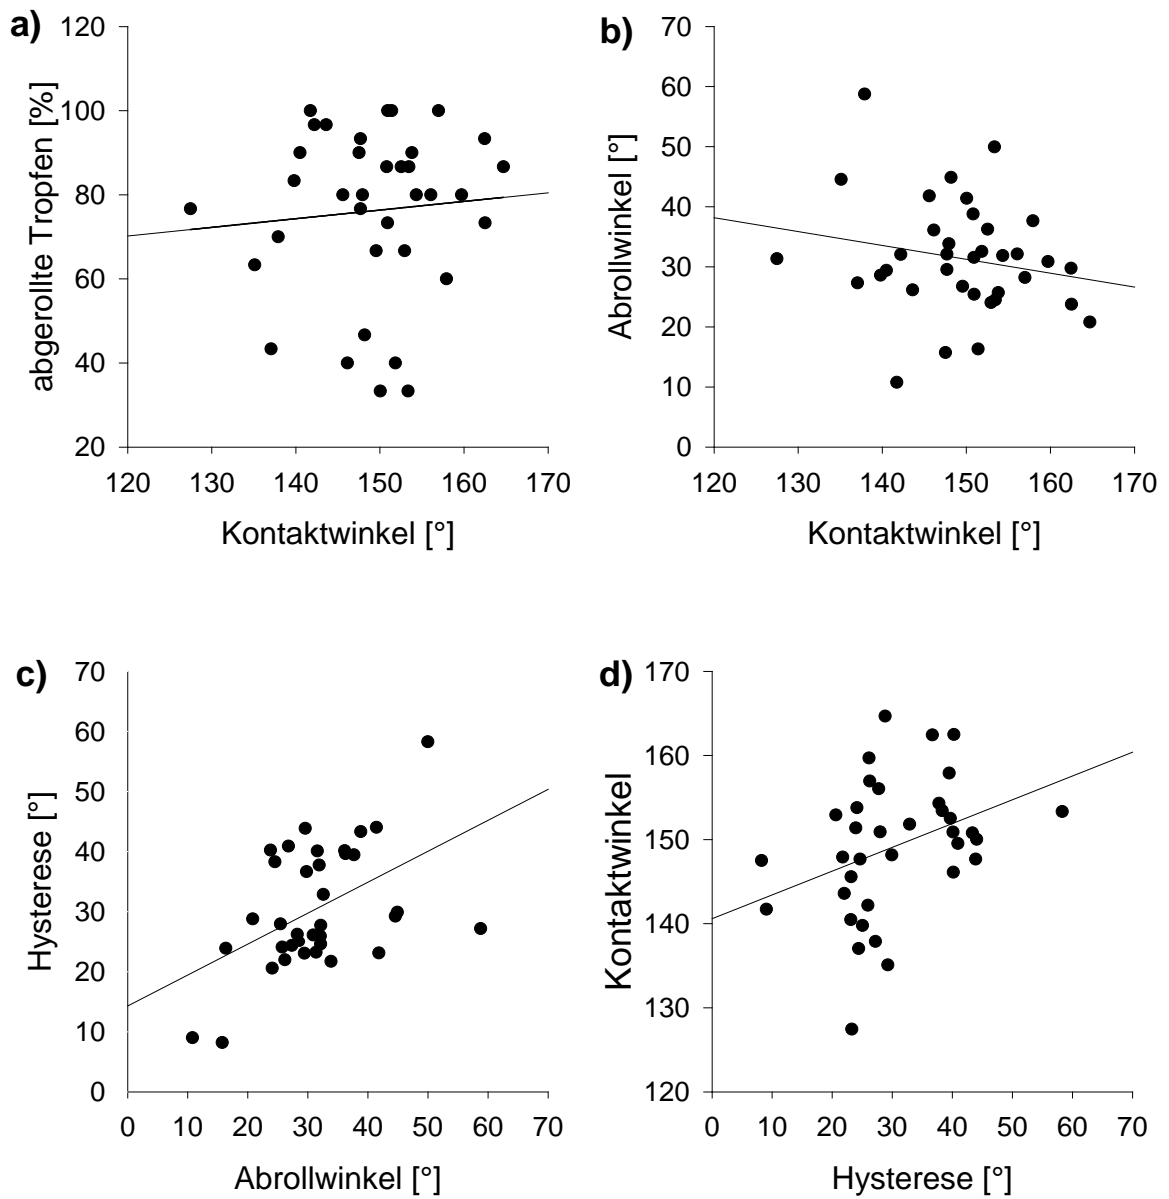 a)
abgerollte Tropfen [%]
120
100
80
60
40
20
120 130 140 150 160 170
Kontaktwinkel [°]
b)
Abrollwinkel [°]
70
60
50
40
30
20
10
0
120 130 140 150 160 170
Kontaktwinkel [°]
c)
Hysterese [°]
70
60
50
40
30
20
10
0
0 10 20 30 40 50 60 70
Abrollwinkel [°]
d)
Kontaktwinkel
170
160
150
140
130
120
0 10 20 30 40 50 60 70
Hysterese [°]